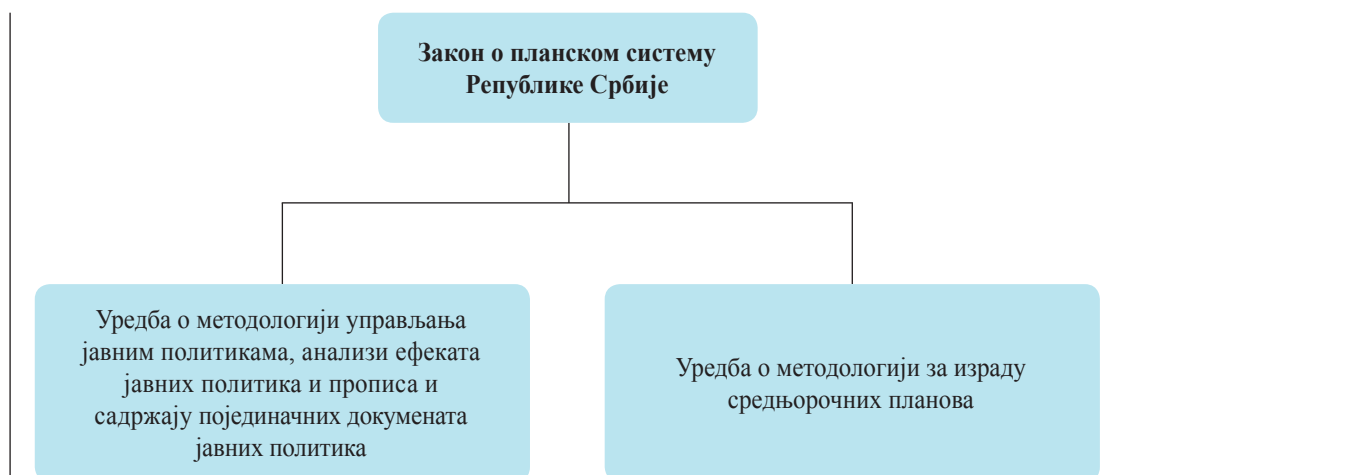 Закон о планском систему
Републике Србије
Уредба о методологији управљања
јавним политикама, анализи ефеката
јавних политика и прописа и
садржају појединачних докумената
јавних политика
Уредба о методологији за израду
средњорочних планова